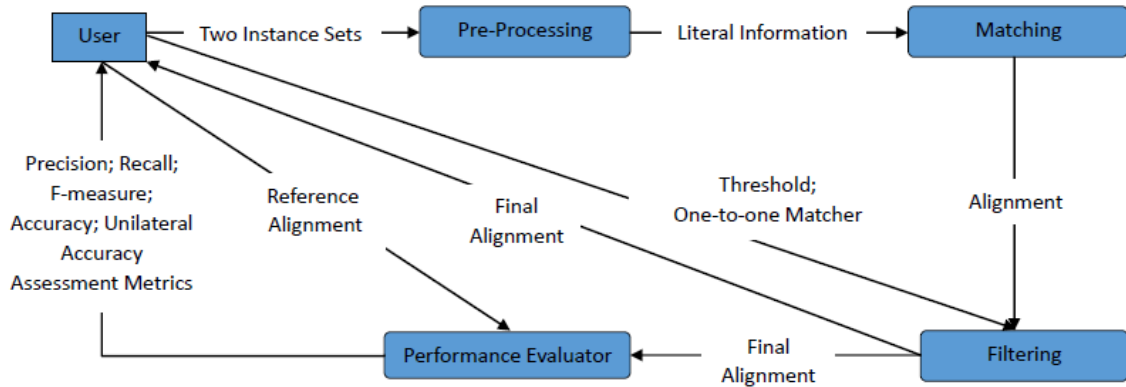 User
Two Instance Sets
Pre-Processing
Literal Information
Matching
Precision; Recall;
F-measure;
Accuracy; Unilateral
Accuracy
Assessment Metrics
Reference
Alignment
Final
Alignment
Threshold;
One-to-one Matcher
Alignment
Performance Evaluator
Final
Alignment
Filtering